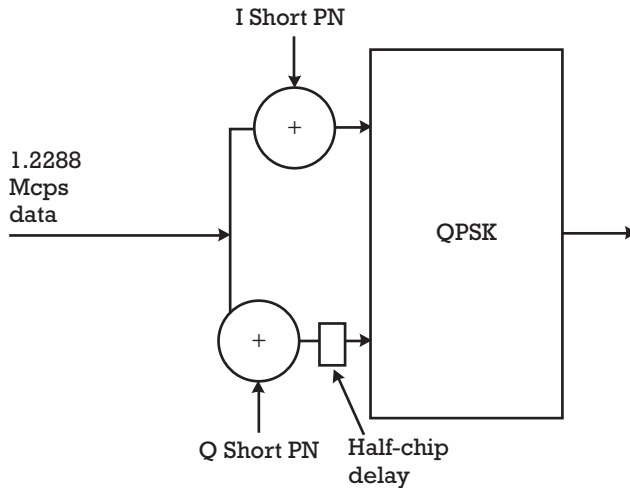 I Short PN
+
1.2288
Mcps
data
QPSK
+
Q Short PN
Half-chip
delay